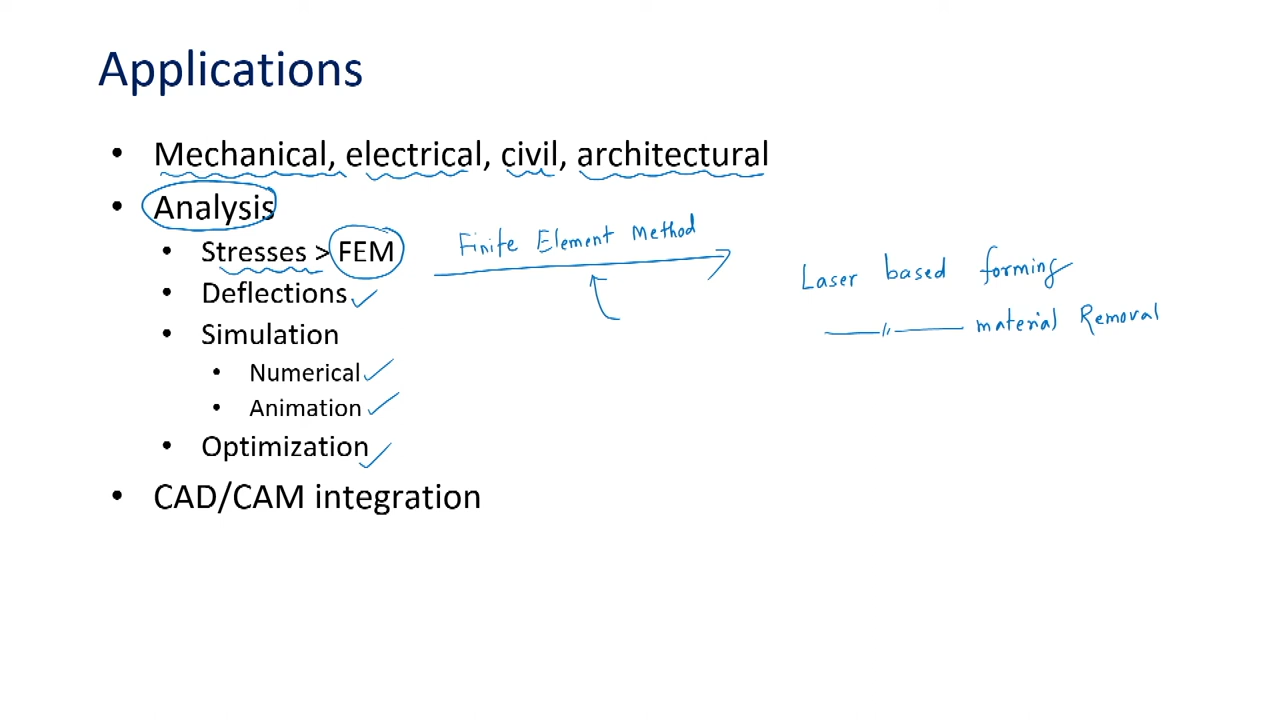 Applications
• Mechanical, electrical, civil, architectural
• Analysis
• Stresses > FEM
Finite Element Method
• Deflections
Laser based forming
—〃— material Removal
• Simulation
• Numerical
• Animation
• Optimization
• CAD/CAM integration